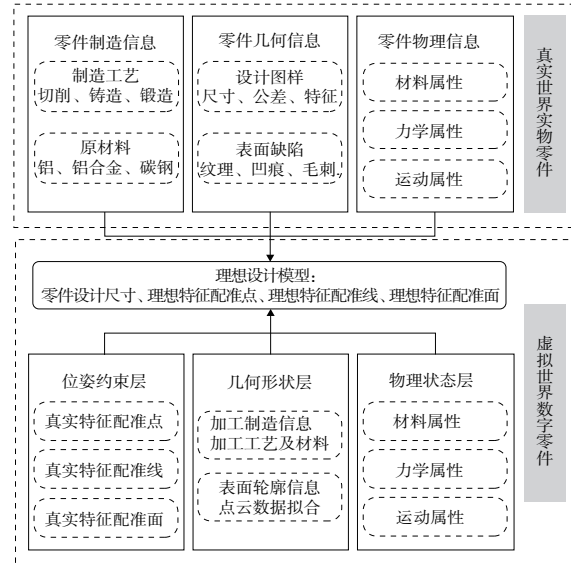 零件制造信息
制造工艺
切削、铸造、锻造
原材料
铝、铝合金、碳钢
零件几何信息
设计图样
尺寸、公差、特征
表面缺陷
纹理、凹痕、毛刺
零件物理信息
材料属性
力学属性
运动属性
真实世界实物零件
理想设计模型：
零件设计尺寸、理想特征配准点、理想特征配准线、理想特征配准面
位姿约束层
真实特征配准点
真实特征配准线
真实特征配准面
几何形状层
加工制造信息
加工工艺及材料
表面轮廓信息
点云数据拟合
物理状态层
材料属性
力学属性
运动属性
虚拟世界数字零件